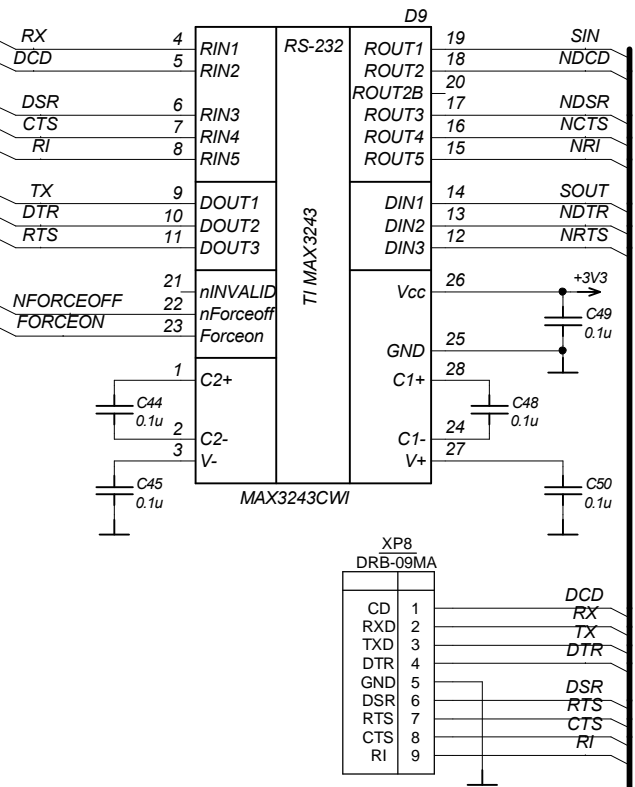 D9
RX 4 RIN1 RS-232 ROUT1 19 SIN
DCD 5 RIN2 ROUT2 18 NDCD
ROUT2B 20
DSR 6 RIN3 ROUT3 17 NDSR
CTS 7 RIN4 ROUT4 16 NCTS
RI 8 RIN5 ROUT5 15 NRI
TX 9 DOUT1 DIN1 14 SOUT
DTR 10 DOUT2 DIN2 13 NDTR
RTS 11 DOUT3 DIN3 12 NRTS
TI MAX3243
21 nINVALID Vcc 26 +3V3
NFORCEOFF 22 nForceoff
FORCEON 23 Forceon
C49
0.1u
GND 25
1 C2+ C1+ 28
C44
0.1u
C48
0.1u
2 C2- C1- 24
3 V- V+ 27
C45
0.1u
C50
0.1u
MAX3243CWI
XP8
DRB-09MA
CD 1 DCD
RXD 2 RX
TXD 3 TX
DTR 4 DTR
GND 5
DSR 6 DSR
RTS 7 RTS
CTS 8 CTS
RI 9 RI